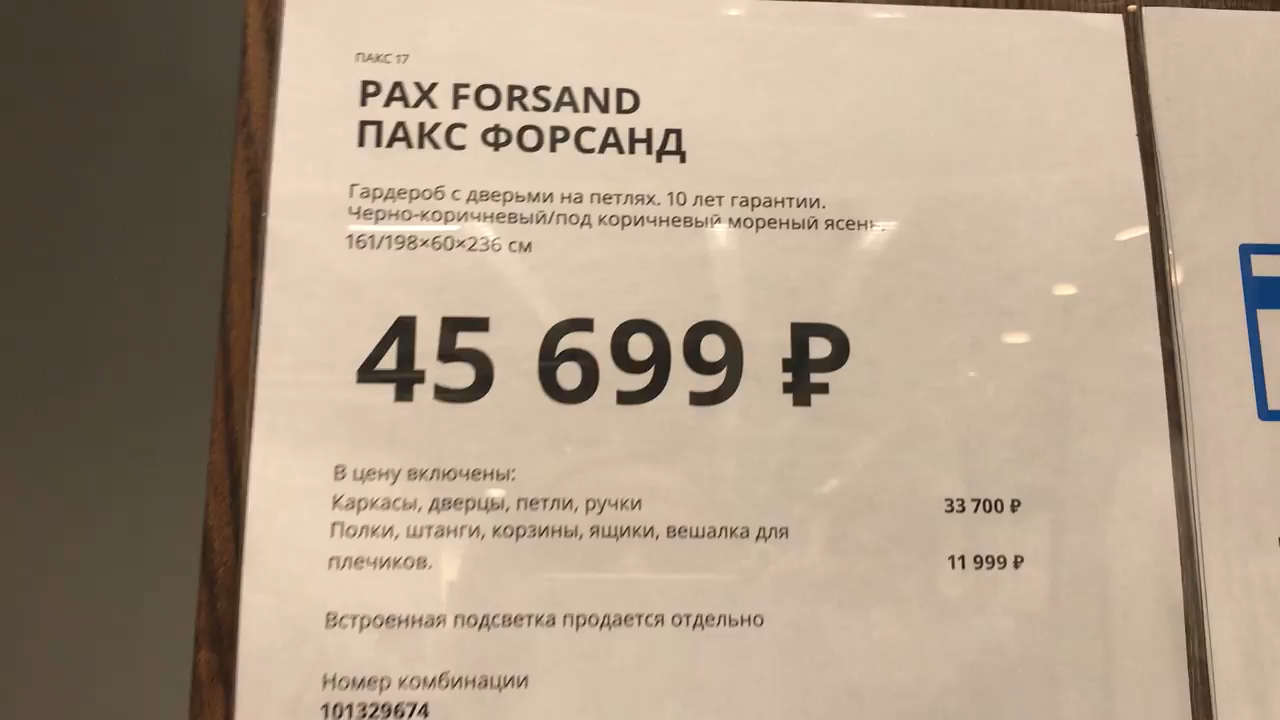 ПАКС 17
PAX FORSAND
ПАКС ФОРСАНД
Гардероб с дверьми на петлях. 10 лет гарантии.
Черно-коричневый/под коричневый мореный ясень.
161/198×60×236 см
45 699 ₽
В цену включены:
Каркасы, дверцы, петли, ручки 33 700 ₽
Полки, штанги, корзины, ящики, вешалка для
плечиков. 11 999 ₽
Встроенная подсветка продается отдельно
Номер комбинации
101329674